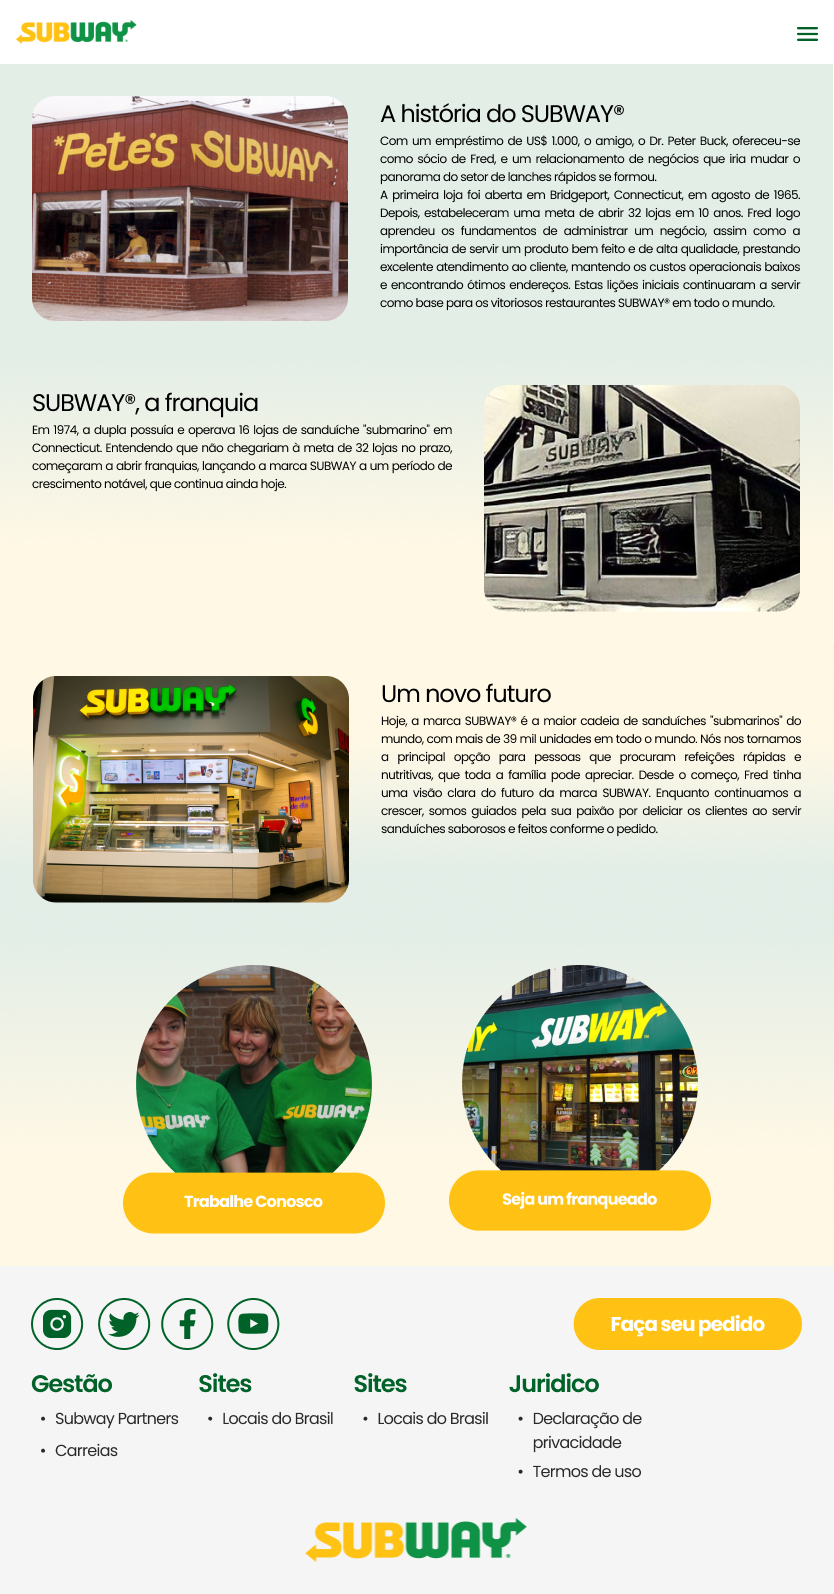 SUBWAY
*Pete's SUBWAY
A história do SUBWAY®
Com um empréstimo de US$ 1.000, o amigo, o Dr. Peter Buck, ofereceu-se
como sócio de Fred, e um relacionamento de negócios que iria mudar o
panorama do setor de lanches rápidos se formou.
A primeira loja foi aberta em Bridgeport, Connecticut, em agosto de 1965.
Depois, estabeleceram uma meta de abrir 32 lojas em 10 anos. Fred logo
aprendeu os fundamentos de administrar um negócio, assim como a
importância de servir um produto bem feito e de alta qualidade, prestando
excelente atendimento ao cliente, mantendo os custos operacionais baixos
e encontrando ótimos endereços. Estas lições iniciais continuaram a servir
como base para os vitoriosos restaurantes SUBWAY® em todo o mundo.
SUBWAY®, a franquia
Em 1974, a dupla possuía e operava 16 lojas de sanduíche "submarino" em
Connecticut. Entendendo que não chegariam à meta de 32 lojas no prazo,
começaram a abrir franquias, lançando a marca SUBWAY a um período de
crescimento notável, que continua ainda hoje.
SUBWAY
SUBWAY
Um novo futuro
Hoje, a marca SUBWAY® é a maior cadeia de sanduíches "submarinos" do
mundo, com mais de 39 mil unidades em todo o mundo. Nós nos tornamos
a principal opção para pessoas que procuram refeições rápidas e
nutritivas, que toda a família pode apreciar. Desde o começo, Fred tinha
uma visão clara do futuro da marca SUBWAY. Enquanto continuamos a
crescer, somos guiados pela sua paixão por deliciar os clientes ao servir
sanduíches saborosos e feitos conforme o pedido.
SUBWAY
UBWAY
SUBWAY
AY SUBWAY
Trabalhe Conosco
Seja um franqueado
Faça seu pedido
Gestão
• Subway Partners
• Carreias
Sites
• Locais do Brasil
Sites
• Locais do Brasil
Juridico
• Declaração de
privacidade
• Termos de uso
SUBWAY